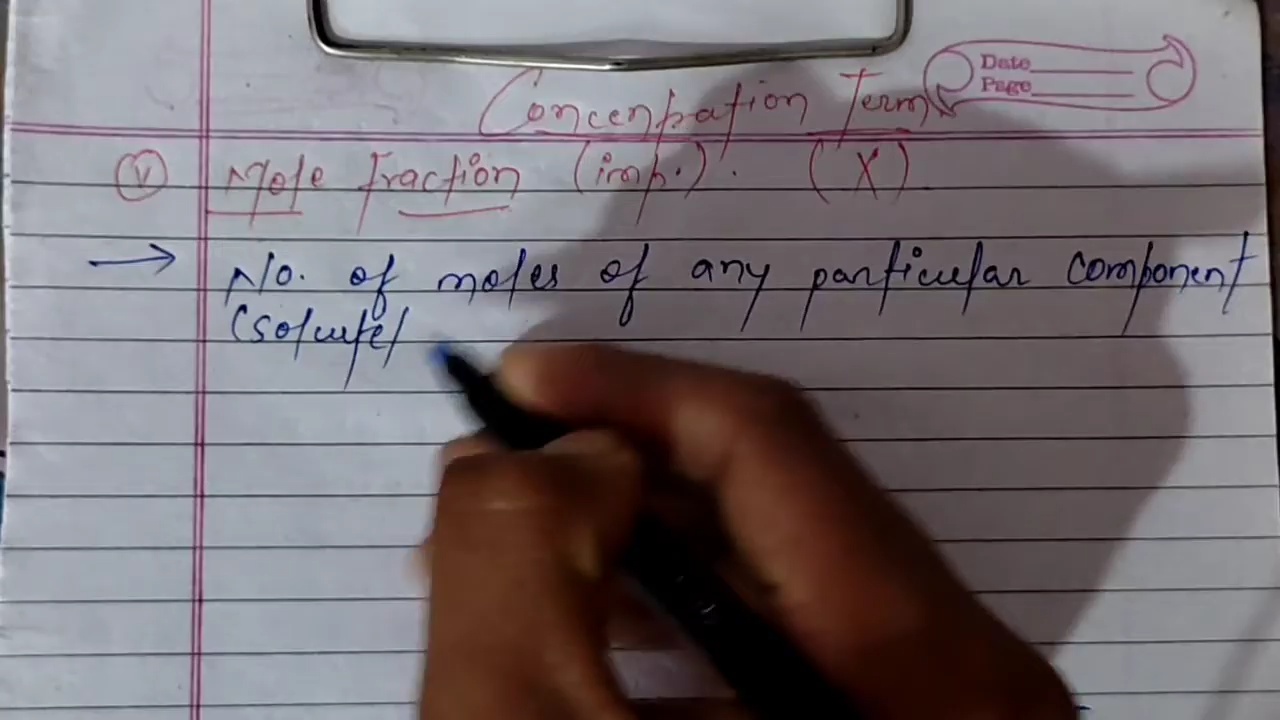 Date
Page
Concentration Term
(V) Mole fraction (imp.). (X)
→ No. of moles of any particular component
(solute/